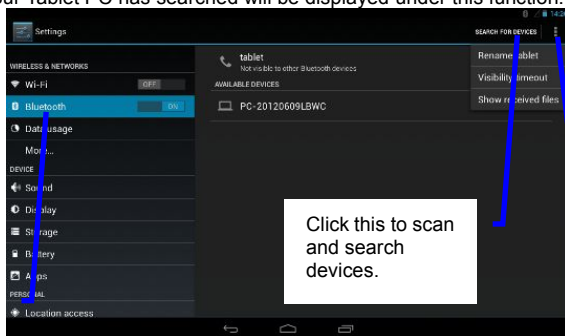 our Tablet PC has searched will be displayed under this function.
14:26
Settings
SEARCH FOR DEVICES
WIRELESS & NETWORKS
Wi-Fi OFF
Bluetooth ON
Data usage
More...
DEVICE
Sound
Display
Storage
Battery
Apps
PERSONAL
Location access
tablet
Not visible to other Bluetooth devices
AVAILABLE DEVICES
PC-20120609LBWC
Rename tablet
Visibility timeout
Show received files
Click this to scan
and search
devices.